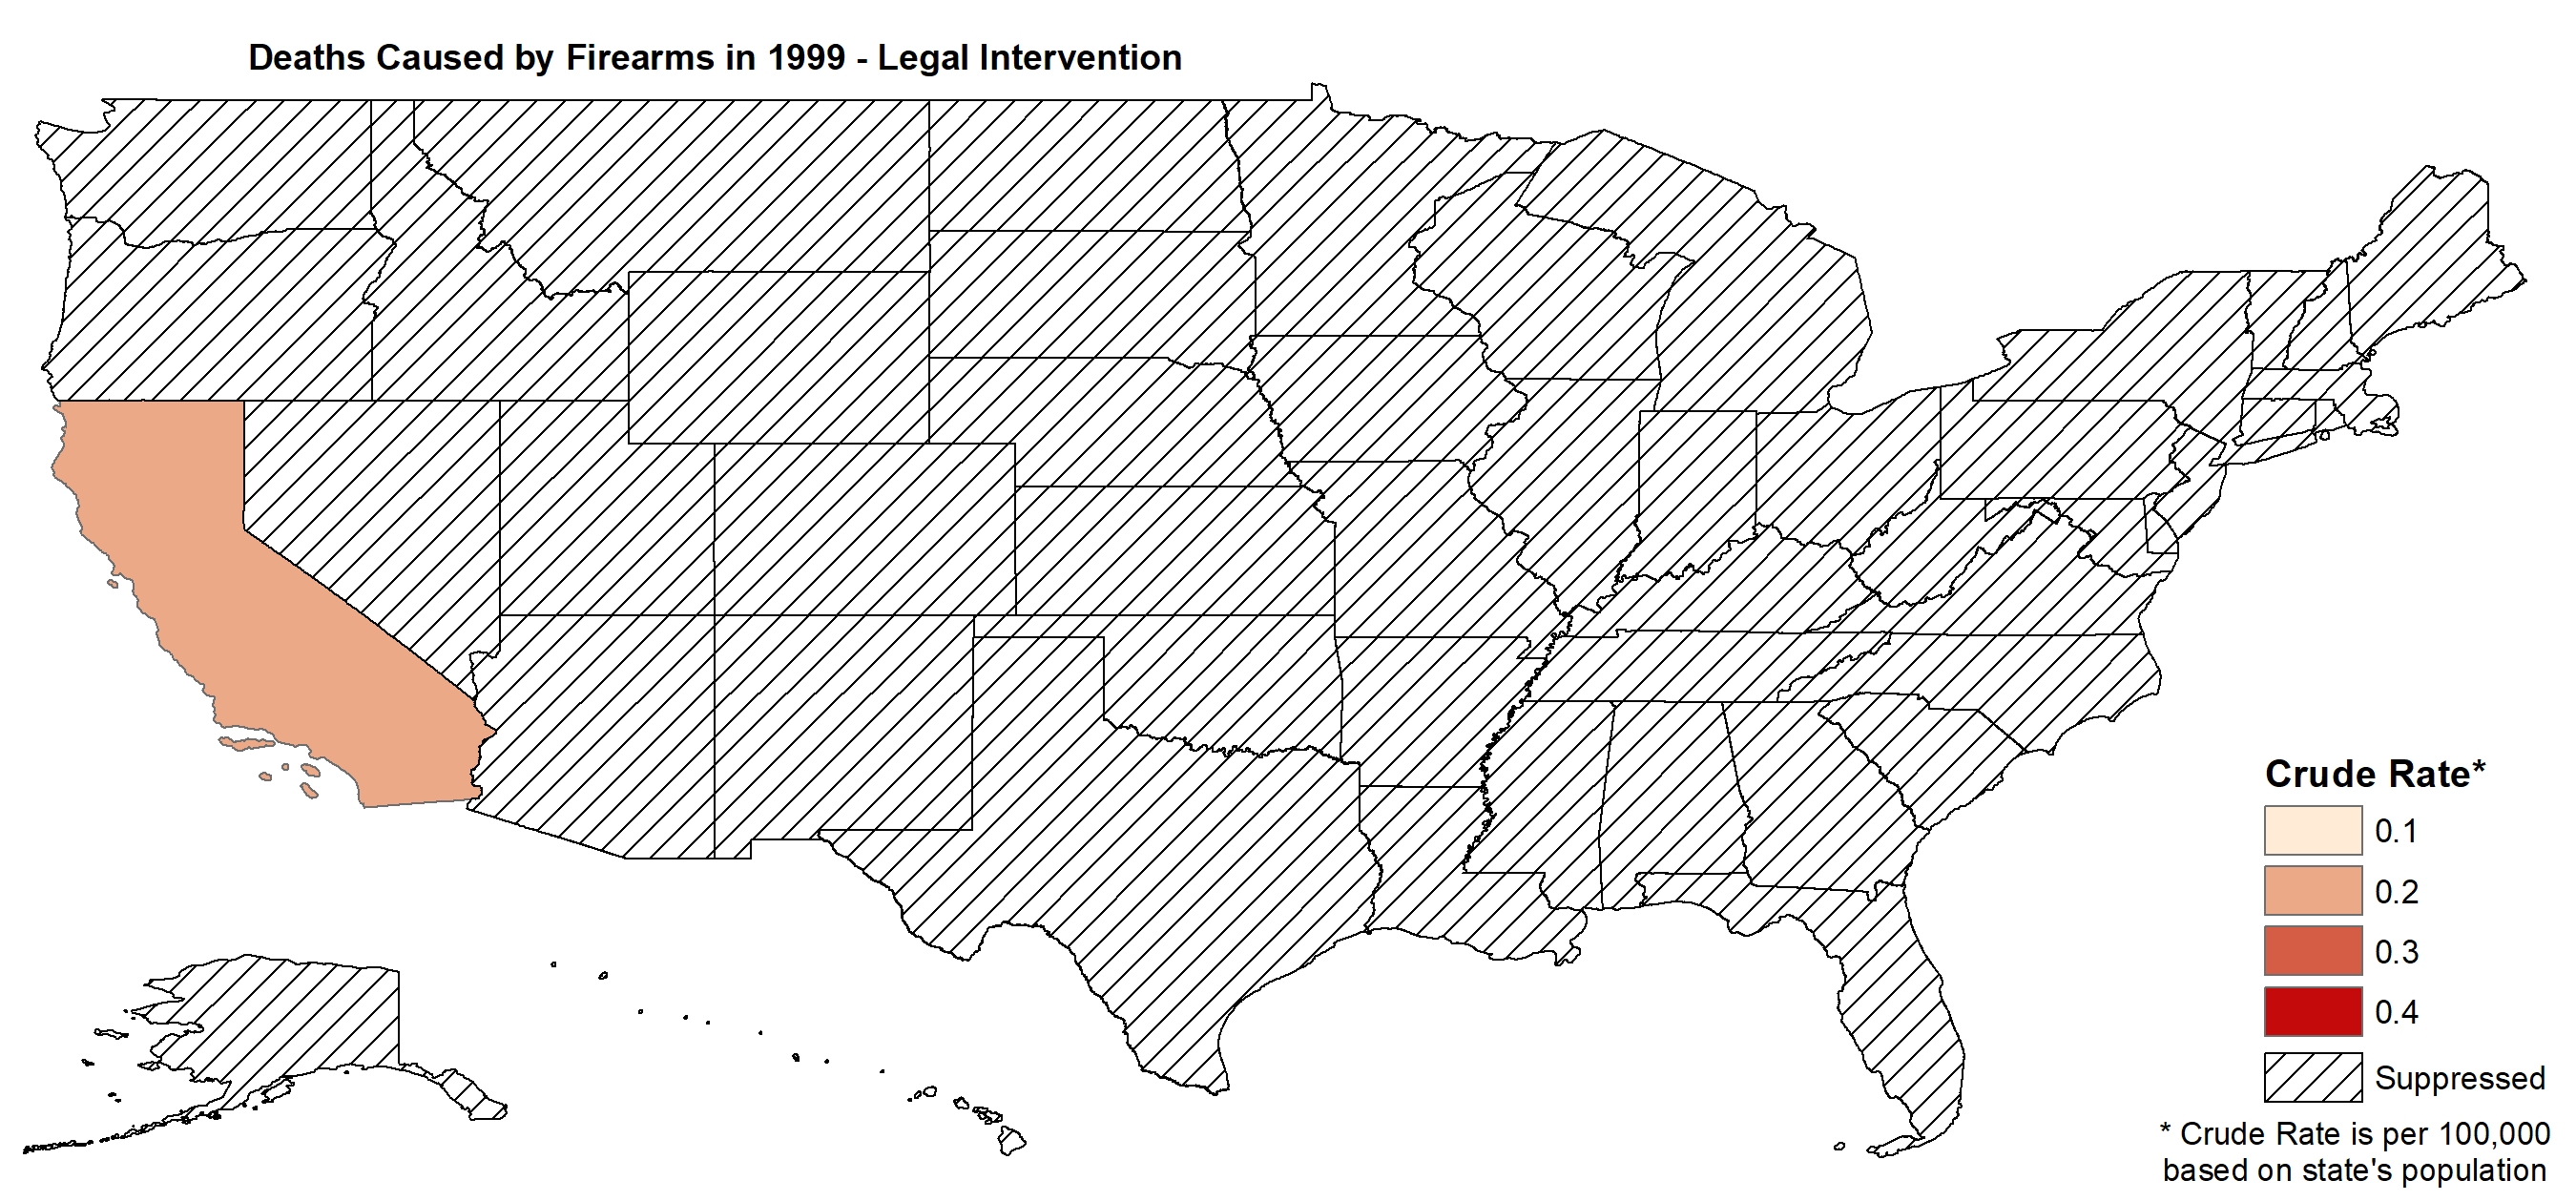 Deaths Caused by Firearms in 1999 - Legal Intervention
Crude Rate*
0.1
0.2
0.3
0.4
Suppressed
* Crude Rate is per 100,000
based on state's population